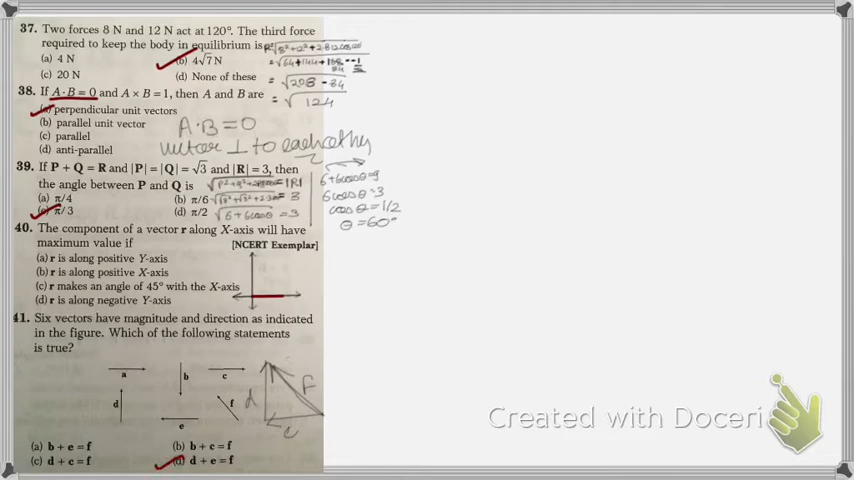 37. Two forces 8 N and 12 N act at 120°. The third force
required to keep the body in equilibrium is
(a) 4 N (b) 4√7 N
(c) 20 N (d) None of these
= √208 - 84
= √124
38. If A · B = 0 and A × B = 1, then A and B are
(a) perpendicular unit vectors
(b) parallel unit vector
(c) parallel
(d) anti-parallel
A·B=0
vector ⊥ to each other
39. If P + Q = R and |P| = |Q| = √3 and |R| = 3, then
the angle between P and Q is
(a) π/4 (b) π/6
(c) π/3 (d) π/2
√6+6cosθ = 3
6+6cosθ=9
6cosθ=3
cosθ=1/2
θ=60°
40. The component of a vector r along X-axis will have
maximum value if [NCERT Exemplar]
(a) r is along positive Y-axis
(b) r is along positive X-axis
(c) r makes an angle of 45° with the X-axis
(d) r is along negative Y-axis
41. Six vectors have magnitude and direction as indicated
in the figure. Which of the following statements
is true?
a b c
d e f
d f e
(a) b + e = f (b) b + c = f
(c) d + c = f (d) d + e = f
Created with Doceri